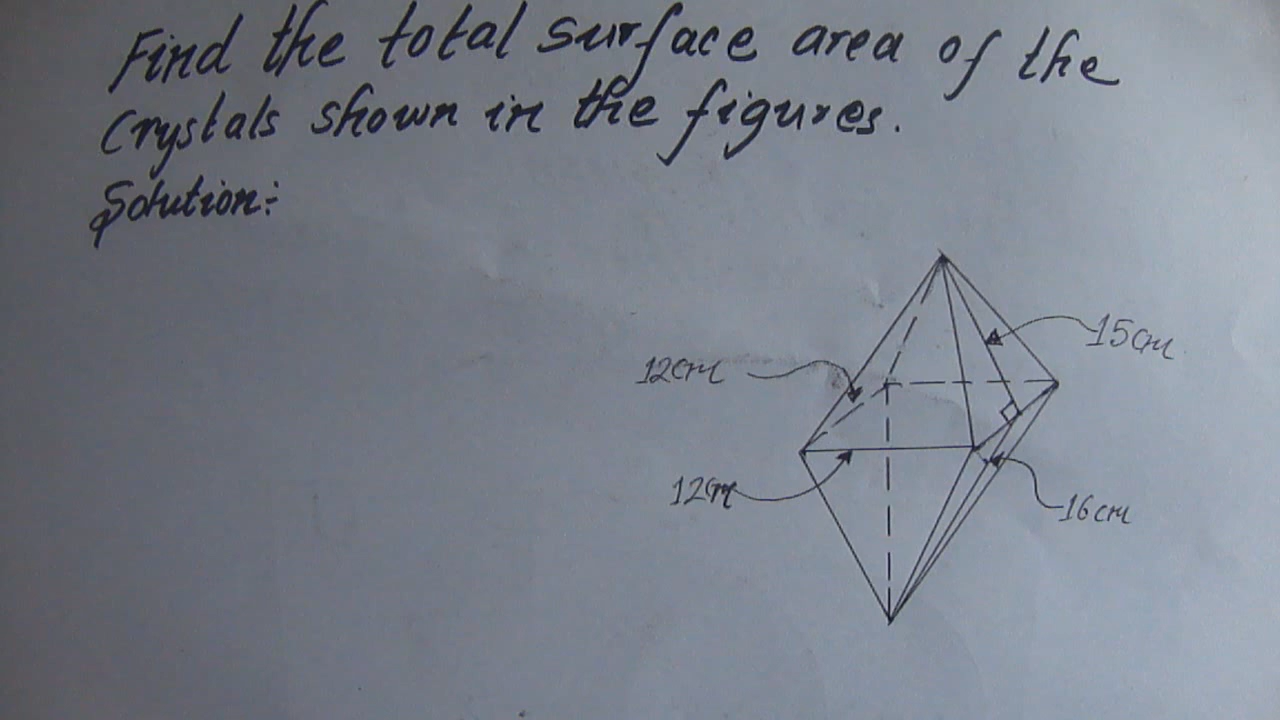 Find the total surface area of the
Crystals shown in the figures.
Solution:
15cm
12cm
12cm
16cm